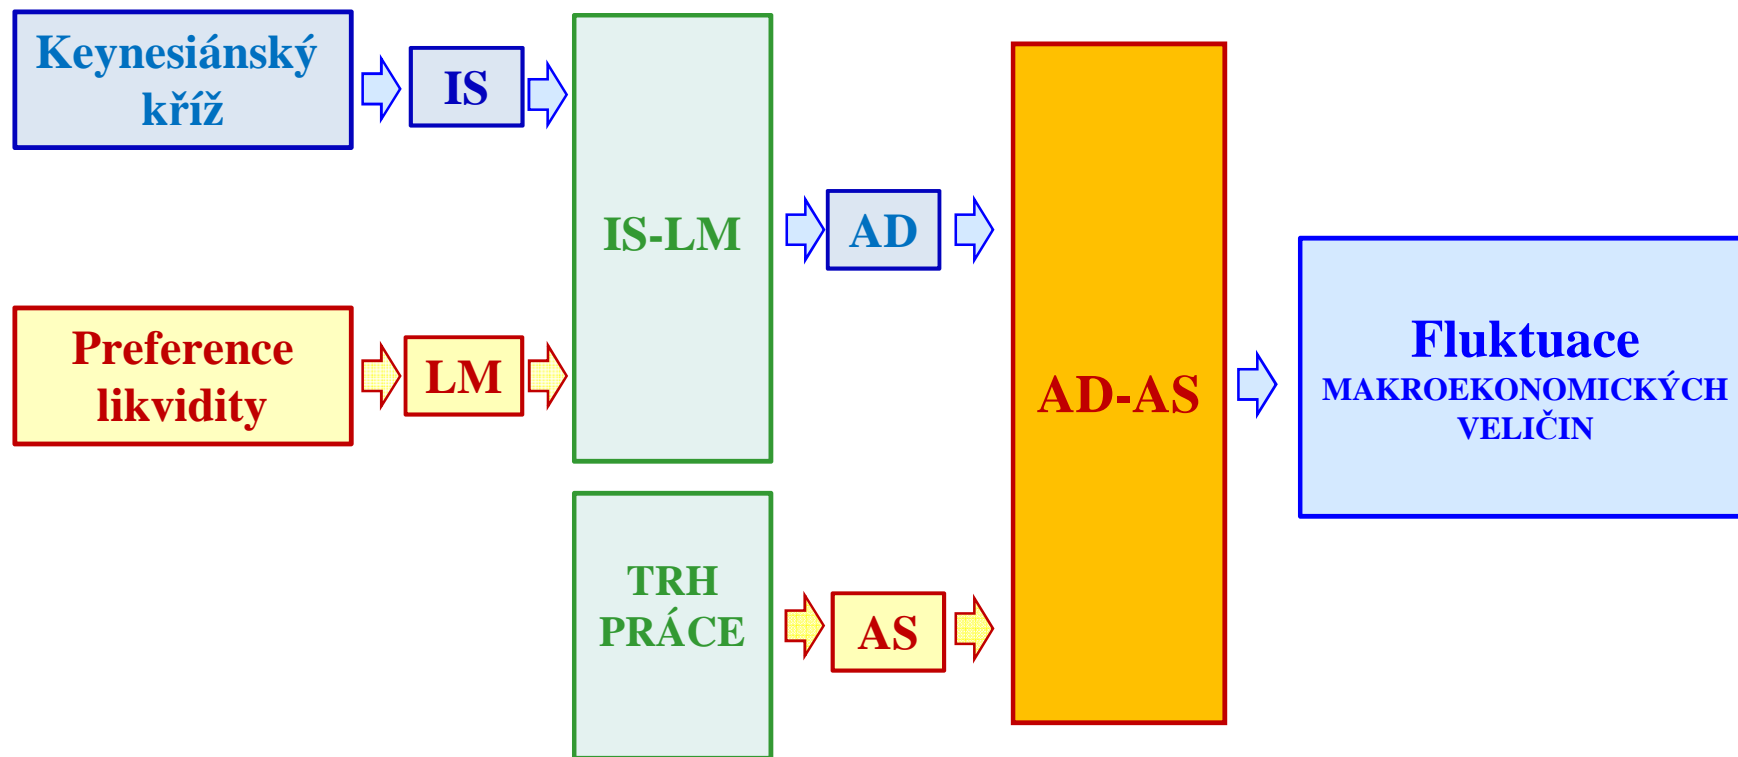 Keynesiánský
kříž
IS
IS-LM
AD
Preference
likvidity
LM
AD-AS
Fluktuace
MAKROEKONOMICKÝCH
VELIČIN
TRH
PRÁCE
AS